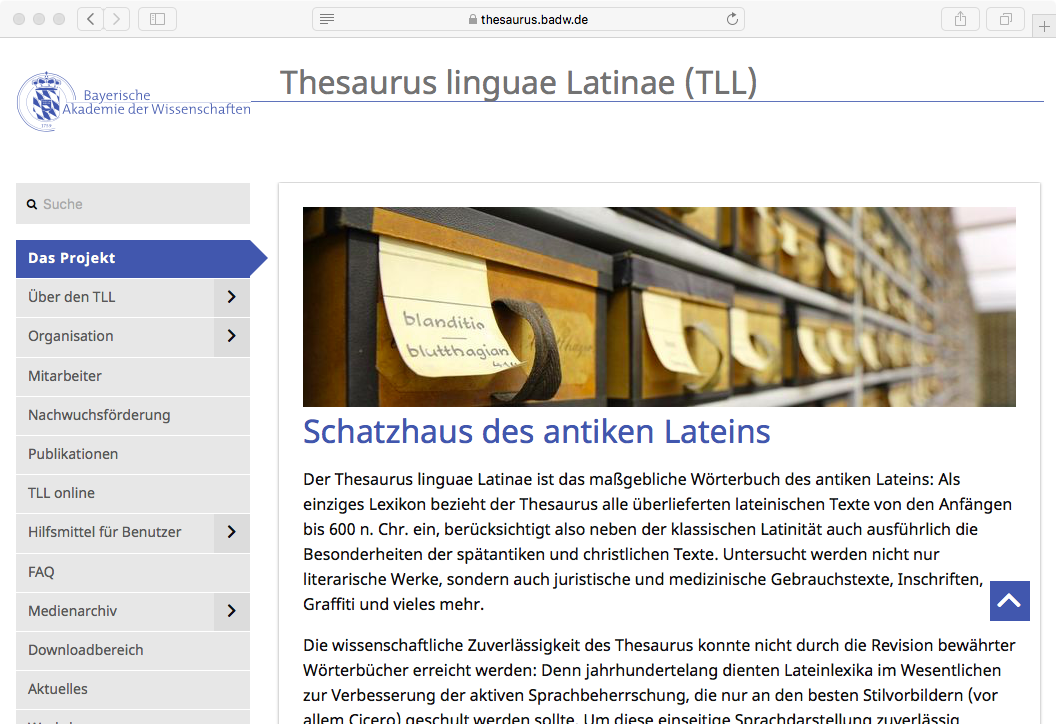 thesaurus.badw.de
Thesaurus linguae Latinae (TLL)
Bayerische
Akademie der Wissenschaften
Suche
Das Projekt
Über den TLL
Organisation
Mitarbeiter
Nachwuchsförderung
Publikationen
TLL online
Hilfsmittel für Benutzer
FAQ
Medienarchiv
Downloadbereich
Aktuelles
blanditia
blutthagian
Schatzhaus des antiken Lateins
Der Thesaurus linguae Latinae ist das maßgebliche Wörterbuch des antiken Lateins: Als
einziges Lexikon bezieht der Thesaurus alle überlieferten lateinischen Texte von den Anfängen
bis 600 n. Chr. ein, berücksichtigt also neben der klassischen Latinität auch ausführlich die
Besonderheiten der spätantiken und christlichen Texte. Untersucht werden nicht nur
literarische Werke, sondern auch juristische und medizinische Gebrauchstexte, Inschriften,
Graffiti und vieles mehr.
Die wissenschaftliche Zuverlässigkeit des Thesaurus konnte nicht durch die Revision bewährter
Wörterbücher erreicht werden: Denn jahrhundertelang dienten Lateinlexika im Wesentlichen
zur Verbesserung der aktiven Sprachbeherrschung, die nur an den besten Stilvorbildern (vor
allem Cicero) geschult werden sollte. Um diese einseitige Sprachdarstellung zuverlässig